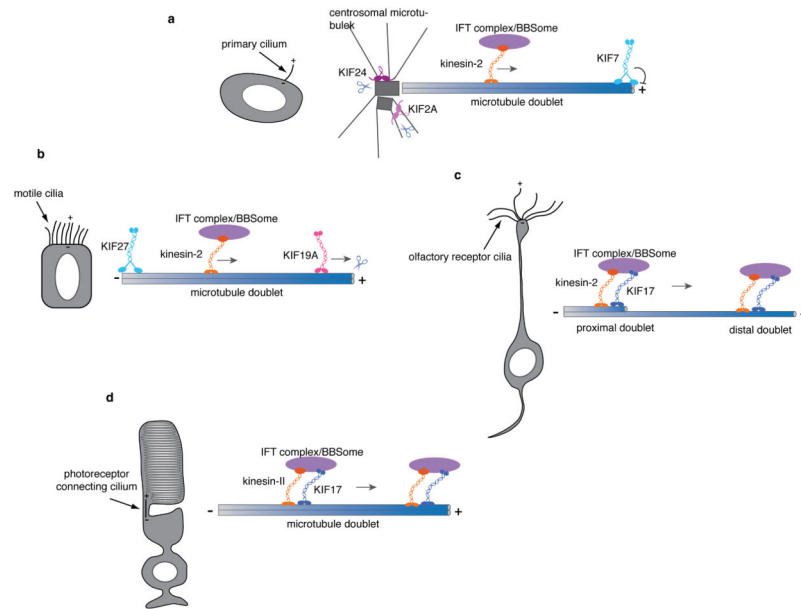 a
primary cilium
+
-
centrosomal microtu-
bulek
KIF24
KIF2A
IFT complex/BBSome
kinesin-2
KIF7
+
microtubule doublet
b
motile cilia
+
-
KIF27
IFT complex/BBSome
kinesin-2
KIF19A
-
+
microtubule doublet
c
+
-
olfactory receptor cilia
IFT complex/BBSome
kinesin-2
KIF17
-
proximal doublet
distal doublet
d
photoreceptor
connecting cilium
+
-
IFT complex/BBSome
kinesin-II
KIF17
-
+
microtubule doublet